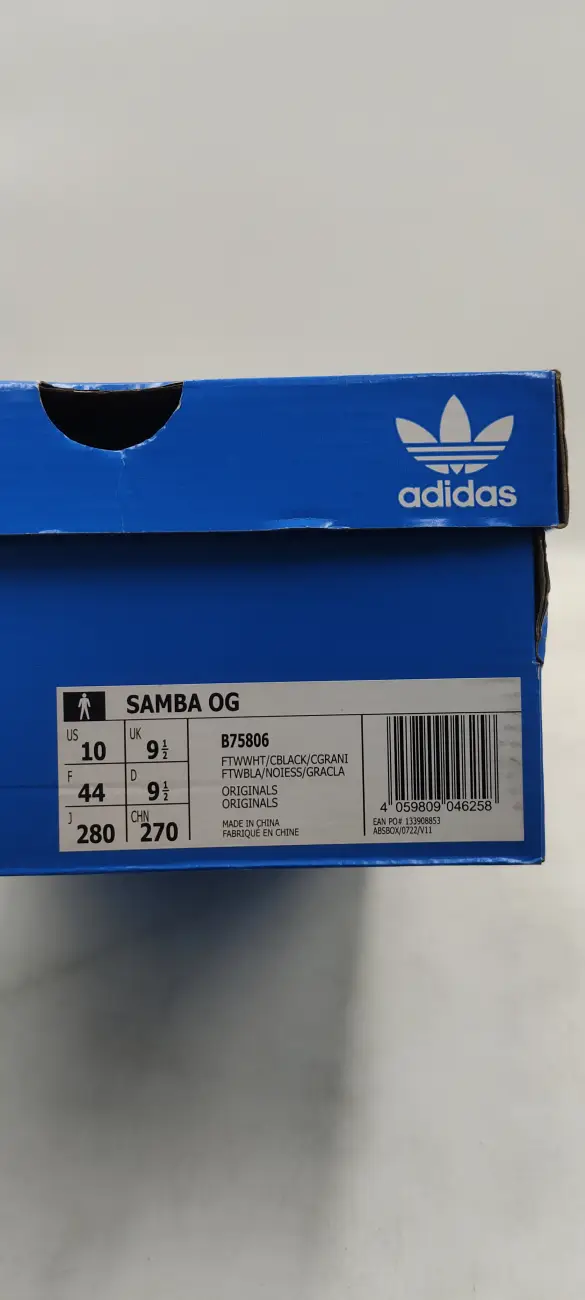 adidas
SAMBA OG
US 10 UK 9 1/2
F 44 D 9 1/2
J 280 CHN 270
B75806
FTWWHT/CBLACK/CGRANI
FTWBLA/NOIESS/GRACLA
ORIGINALS
ORIGINALS
MADE IN CHINA
FABRIQUÉ EN CHINE
4 059809 046258
EAN PO# 133908853
ABSBOX/0722/V11